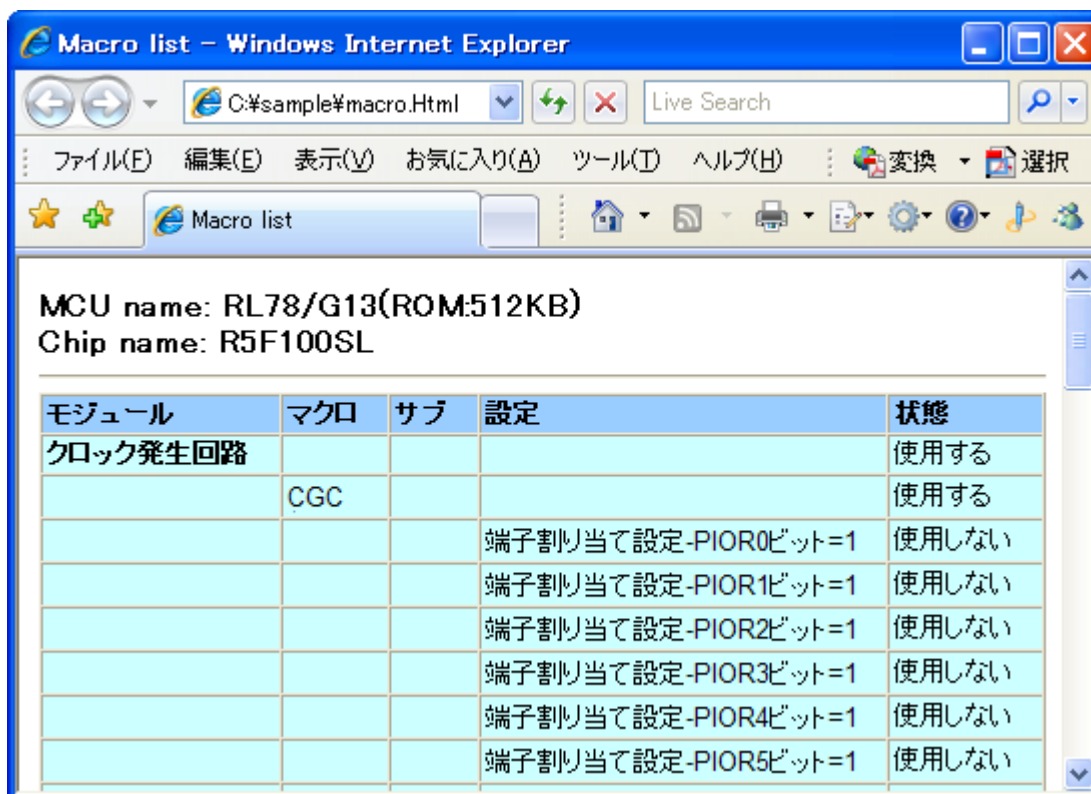 Macro list - Windows Internet Explorer
C:¥sample¥macro.Html Live Search
ファイル(F) 編集(E) 表示(V) お気に入り(A) ツール(T) ヘルプ(H) 変換 選択
Macro list
MCU name: RL78/G13(ROM:512KB)
Chip name: R5F100SL
モジュール マクロ サブ 設定 状態
クロック発生回路 使用する
CGC 使用する
端子割り当て設定-PIOR0ビット=1 使用しない
端子割り当て設定-PIOR1ビット=1 使用しない
端子割り当て設定-PIOR2ビット=1 使用しない
端子割り当て設定-PIOR3ビット=1 使用しない
端子割り当て設定-PIOR4ビット=1 使用しない
端子割り当て設定-PIOR5ビット=1 使用しない